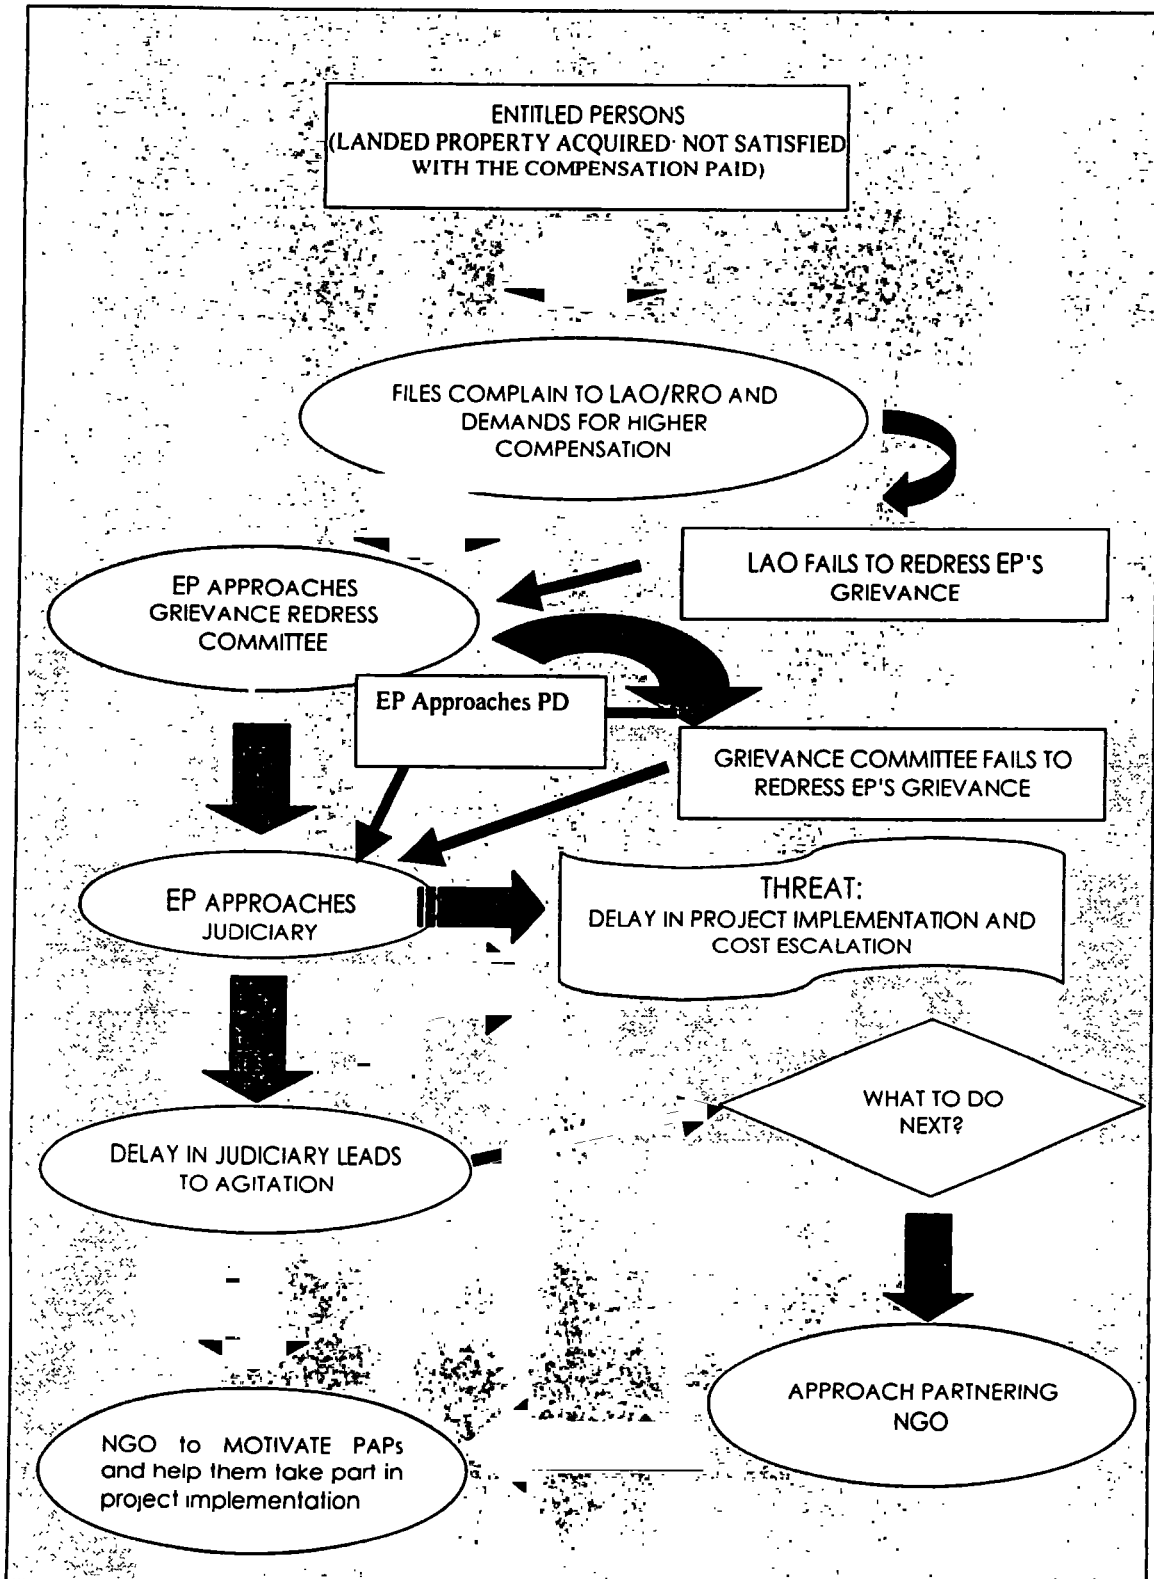 ENTITLED PERSONS
(LANDED PROPERTY ACQUIRED· NOT SATISFIED
WITH THE COMPENSATION PAID)
FILES COMPLAIN TO LAO/RRO AND
DEMANDS FOR HIGHER
COMPENSATION
LAO FAILS TO REDRESS EP'S
GRIEVANCE
EP APPROACHES
GRIEVANCE REDRESS
COMMITTEE
EP Approaches PD
GRIEVANCE COMMITTEE FAILS TO
REDRESS EP'S GRIEVANCE
EP APPROACHES
JUDICIARY
THREAT:
DELAY IN PROJECT IMPLEMENTATION AND
COST ESCALATION
WHAT TO DO
NEXT?
DELAY IN JUDICIARY LEADS
TO AGITATION
APPROACH PARTNERING
NGO
NGO to MOTIVATE PAPs
and help them take part in
project implementation